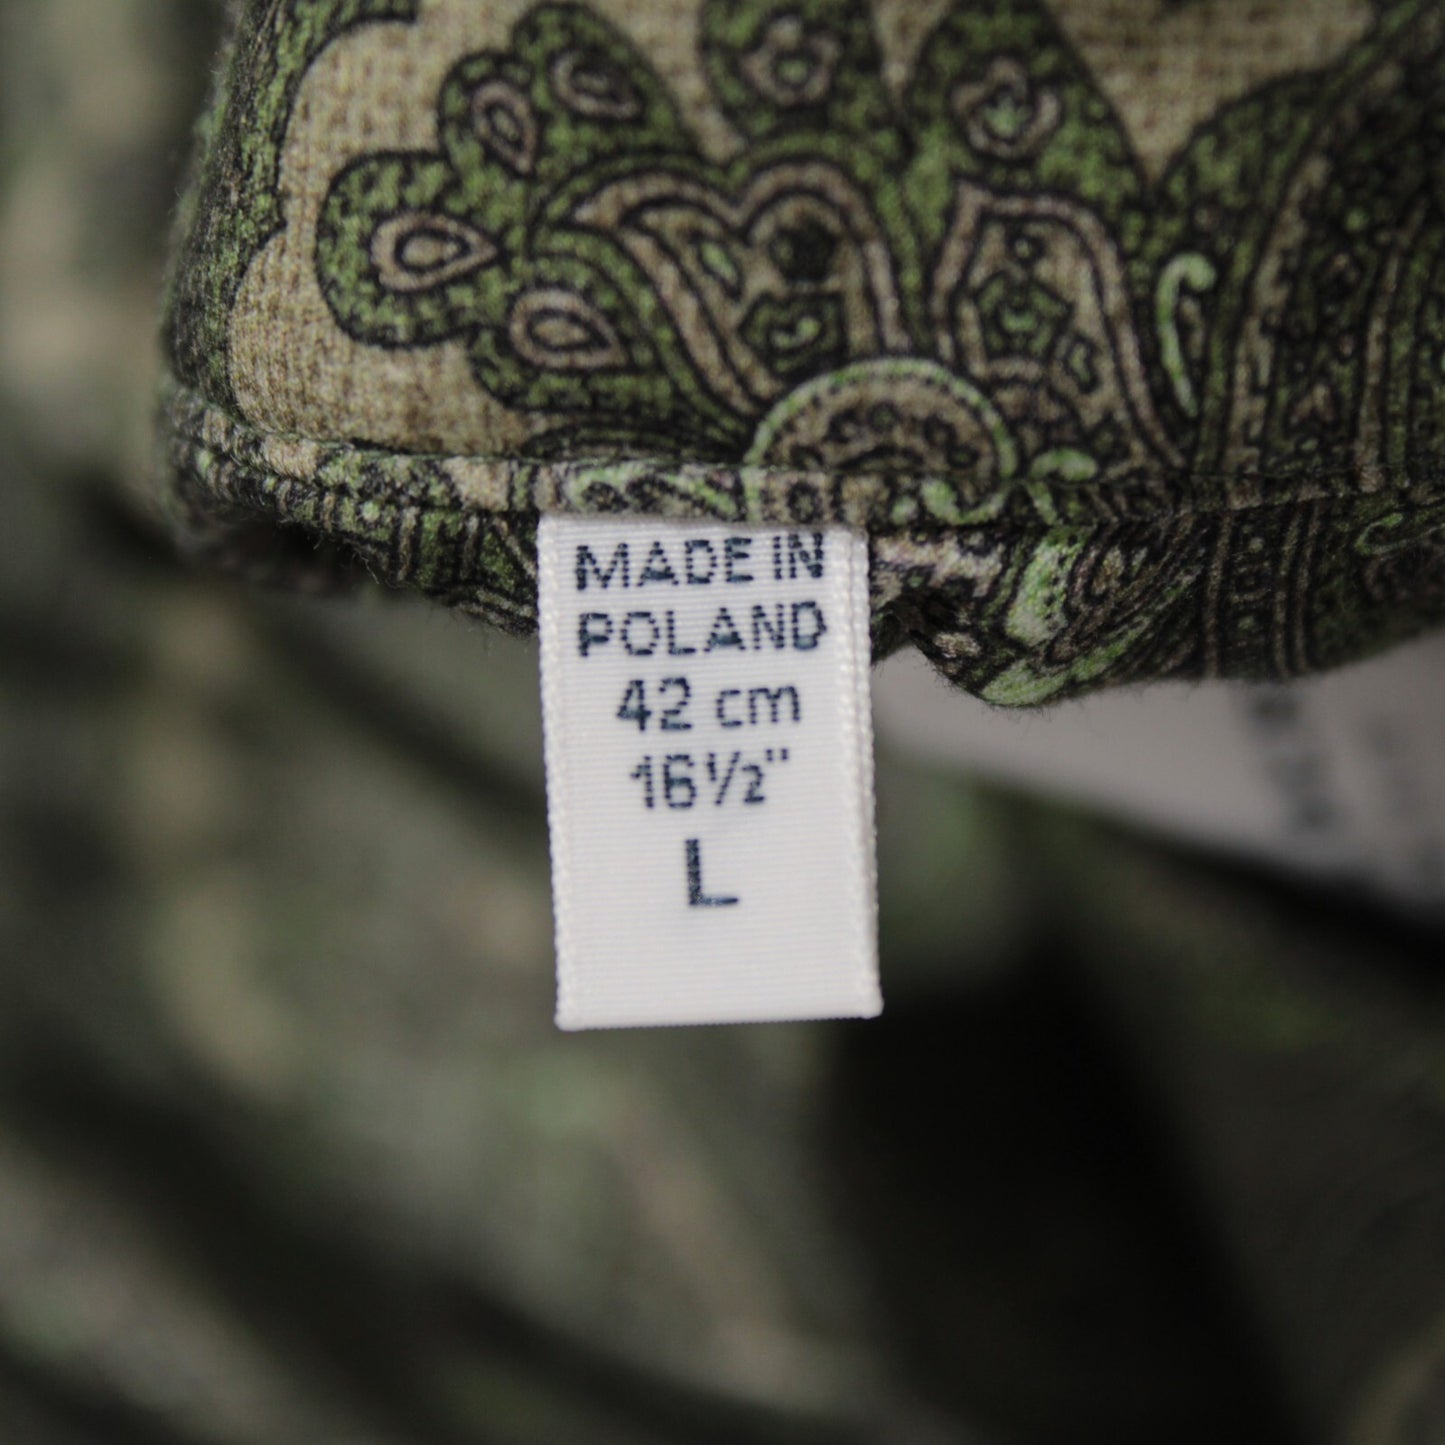 MADE IN
POLAND
42 cm
16½"
L